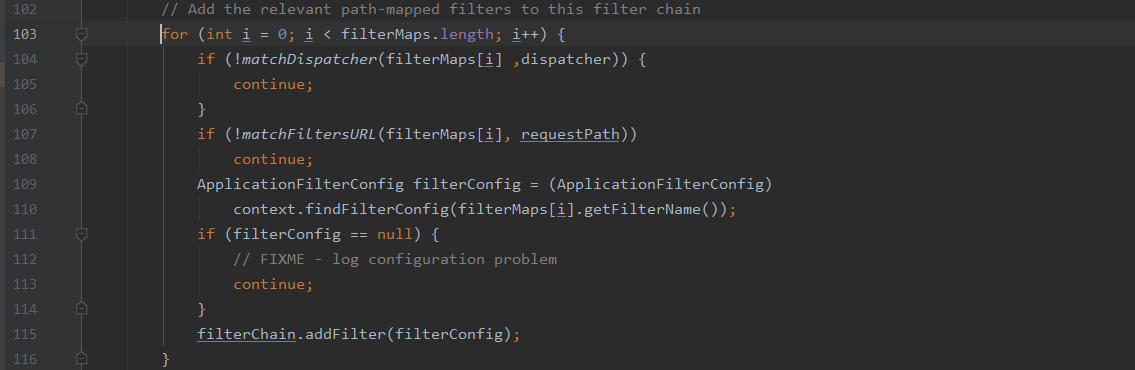 102 // Add the relevant path-mapped filters to this filter chain
103 for (int i = 0; i < filterMaps.length; i++) {
104 if (!matchDispatcher(filterMaps[i] ,dispatcher)) {
105 continue;
106 }
107 if (!matchFiltersURL(filterMaps[i], requestPath))
108 continue;
109 ApplicationFilterConfig filterConfig = (ApplicationFilterConfig)
110 context.findFilterConfig(filterMaps[i].getFilterName());
111 if (filterConfig == null) {
112 // FIXME - log configuration problem
113 continue;
114 }
115 filterChain.addFilter(filterConfig);
116 }